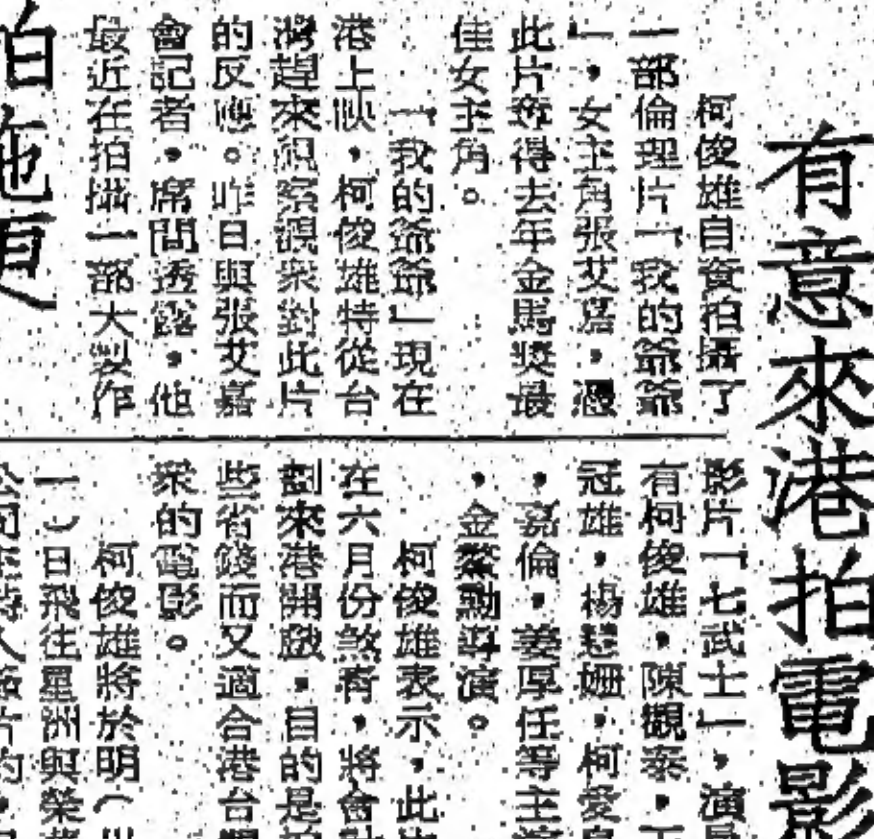 有意來港拍電影
柯俊雄自資拍攝了
一部倫理片「我的爺爺
」,女主角張艾嘉,憑
此片奪得去年金馬獎最
佳女主角。
「我的爺爺」現在
港上映,柯俊雄特從台
灣趕來視察觀衆對此片
的反應。昨日與張艾嘉
會記者,席間透露,他
最近在拍攝一部大製作
影片「七武士」,演
有柯俊雄,陳觀泰,
冠雄,楊慧姍,柯愛
,嘉倫,姜厚任等主演
,金鰲勳導演。
柯俊雄表示,此
在六月份煞青,將會
劃來港開戲,目的是
些省錢而又適合港台
衆的電影。
柯俊雄將於明(
一)日飛往星洲與榮